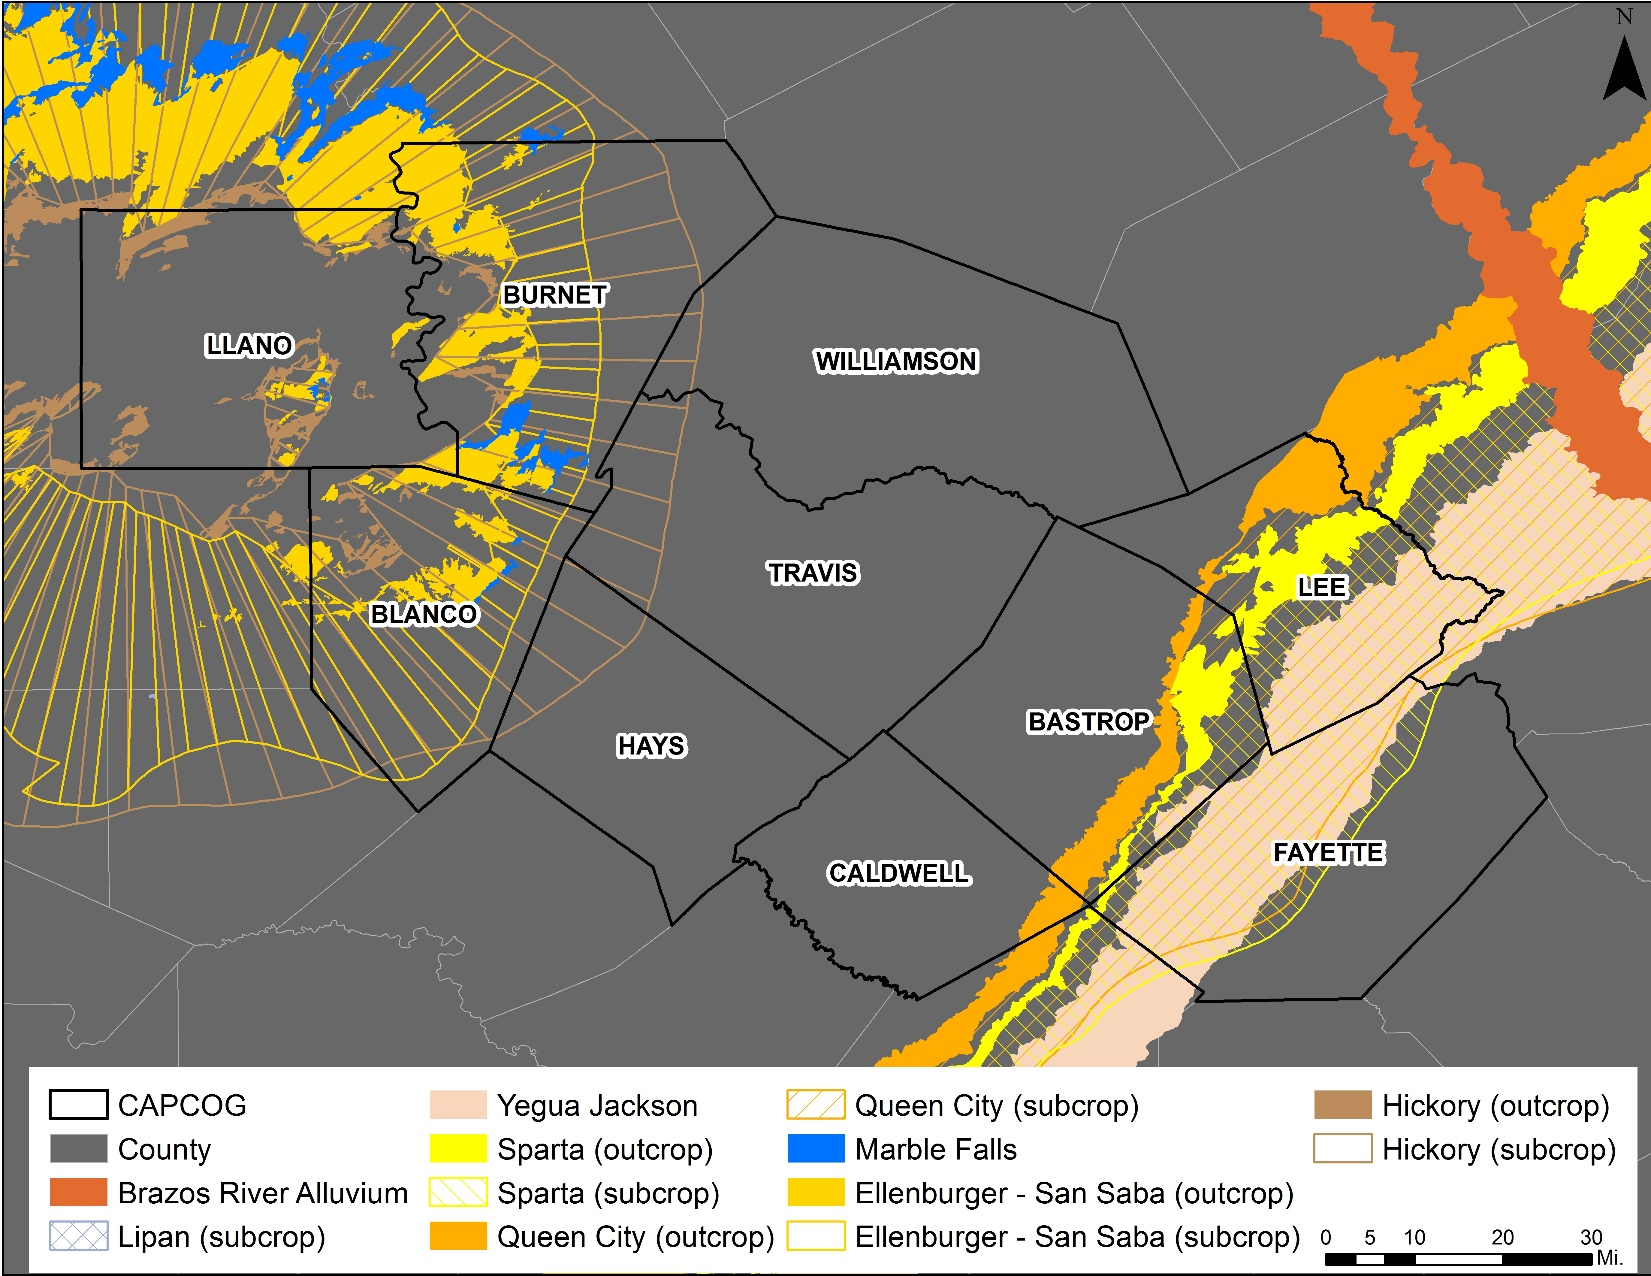 N
BURNET
LLANO
WILLIAMSON
TRAVIS
LEE
BLANCO
BASTROP
HAYS
FAYETTE
CALDWELL
CAPCOG
County
Brazos River Alluvium
Lipan (subcrop)
Yegua Jackson
Sparta (outcrop)
Sparta (subcrop)
Queen City (outcrop)
Queen City (subcrop)
Marble Falls
Ellenburger - San Saba (outcrop)
Ellenburger - San Saba (subcrop)
Hickory (outcrop)
Hickory (subcrop)
0 5 10 20 30
Mi.